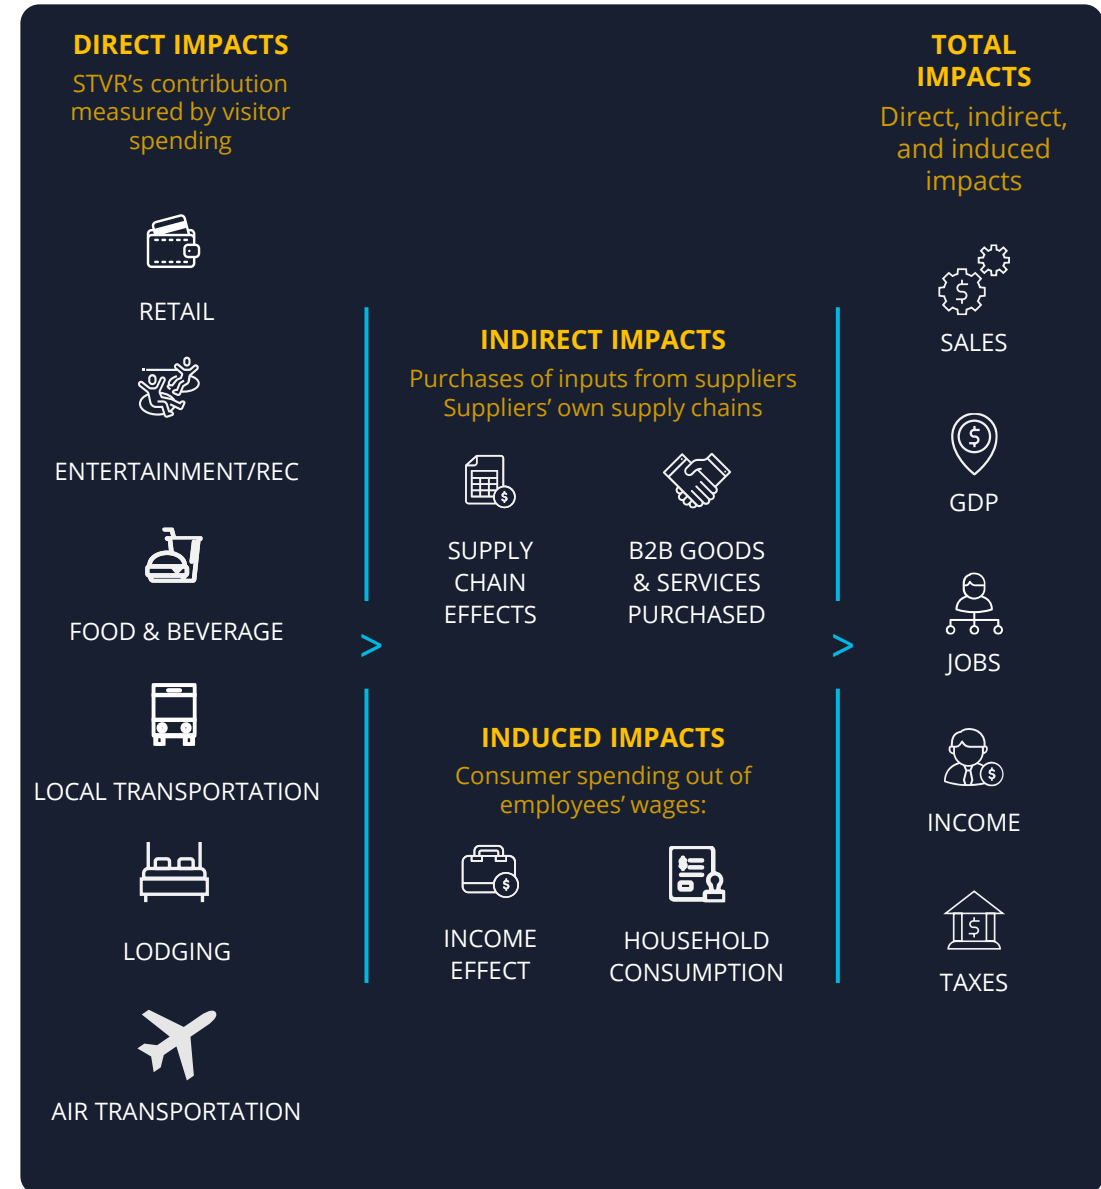 DIRECT IMPACTS
STVR's contribution
measured by visitor
spending
RETAIL
ENTERTAINMENT/REC
FOOD & BEVERAGE
LOCAL TRANSPORTATION
LODGING
AIR TRANSPORTATION
>
INDIRECT IMPACTS
Purchases of inputs from suppliers
Suppliers' own supply chains
$
SUPPLY
CHAIN
EFFECTS
B2B GOODS
& SERVICES
PURCHASED
INDUCED IMPACTS
Consumer spending out of
employees' wages:
$
INCOME
EFFECT
$
HOUSEHOLD
CONSUMPTION
>
TOTAL
IMPACTS
Direct, indirect,
and induced
impacts
$
SALES
$
GDP
JOBS
$
INCOME
$
TAXES